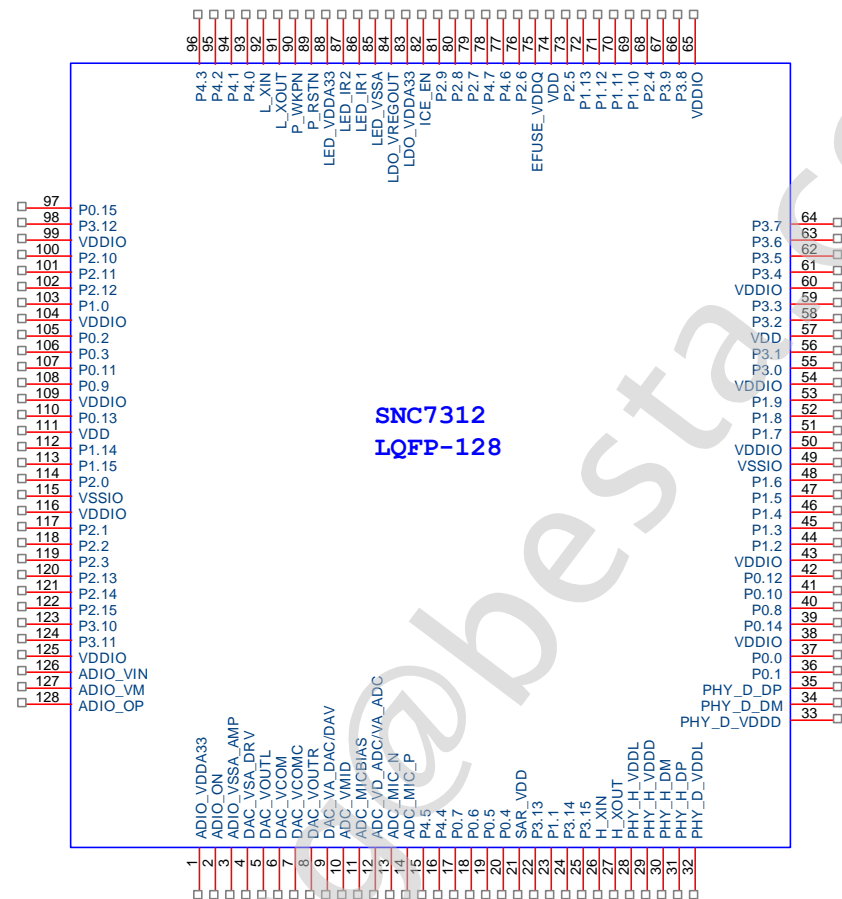 96 P4.3
95 P4.2
94 P4.1
93 P4.0
92 L_XIN
91 L_XOUT
90 P_WKPN
89 P_RSTN
88 LED_VDDA33
87 LED_IR2
86 LED_IR1
85 LED_VSSA
84 LDO_VREGOUT
83 LDO_VDDA33
82 ICE_EN
81 P2.9
80 P2.8
79 P2.7
78 P4.7
77 P4.6
76 P2.6
75 EFUSE_VDDQ
74 VDD
73 P2.5
72 P1.13
71 P1.12
70 P1.11
69 P1.10
68 P2.4
67 P3.9
66 P3.8
65 VDDIO
97 P0.15
98 P3.12
99 VDDIO
100 P2.10
101 P2.11
102 P2.12
103 P1.0
104 VDDIO
105 P0.2
106 P0.3
107 P0.11
108 P0.9
109 VDDIO
110 P0.13
111 VDD
112 P1.14
113 P1.15
114 P2.0
115 VSSIO
116 VDDIO
117 P2.1
118 P2.2
119 P2.3
120 P2.13
121 P2.14
122 P2.15
123 P3.10
124 P3.11
125 VDDIO
126 ADIO_VIN
127 ADIO_VM
128 ADIO_OP
SNC7312
LQFP-128
P3.7 64
P3.6 63
P3.5 62
P3.4 61
VDDIO 60
P3.3 59
P3.2 58
VDD 57
P3.1 56
P3.0 55
VDDIO 54
P1.9 53
P1.8 52
P1.7 51
VDDIO 50
VSSIO 49
P1.6 48
P1.5 47
P1.4 46
P1.3 45
P1.2 44
VDDIO 43
P0.12 42
P0.10 41
P0.8 40
P0.14 39
VDDIO 38
P0.0 37
P0.1 36
PHY_D_DP 35
PHY_D_DM 34
PHY_D_VDDD 33
1 ADIO_VDDA33
2 ADIO_ON
3 ADIO_VSSA_AMP
4 DAC_VSA_DRV
5 DAC_VOUTL
6 DAC_VCOM
7 DAC_VCOMC
8 DAC_VOUTR
9 DAC_VA_DAC/DAV
10 ADC_VMID
11 ADC_MICBIAS
12 ADC_VD_ADC/VA_ADC
13 ADC_MIC_N
14 ADC_MIC_P
15 P4.5
16 P4.4
17 P0.7
18 P0.6
19 P0.5
20 P0.4
21 SAR_VDD
22 P3.13
23 P1.1
24 P3.14
25 P3.15
26 H_XIN
27 H_XOUT
28 PHY_H_VDDL
29 PHY_H_VDDD
30 PHY_H_DM
31 PHY_H_DP
32 PHY_D_VDDL
g@besta.c